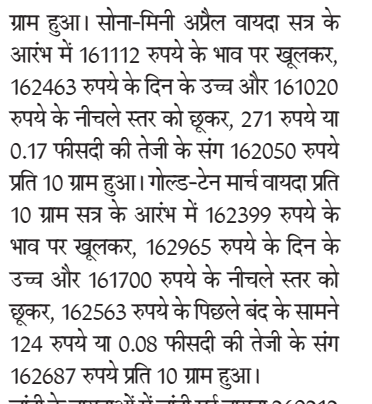 ग्राम हुआ। सोना-मिनी अप्रैल वायदा सत्र के
आरंभ में 161112 रुपये के भाव पर खूलकर,
162463 रुपये के दिन के उच्च और 161020
रुपये के नीचले स्तर को छूकर, 271 रुपये या
0.17 फीसदी की तेजी के संग 162050 रुपये
प्रति 10 ग्राम हुआ। गोल्ड-टेन मार्च वायदा प्रति
10 ग्राम सत्र के आरंभ में 162399 रुपये के
भाव पर खूलकर, 162965 रुपये के दिन के
उच्च और 161700 रुपये के नीचले स्तर को
छूकर, 162563 रुपये के पिछले बंद के सामने
124 रुपये या 0.08 फीसदी की तेजी के संग
162687 रुपये प्रति 10 ग्राम हुआ।